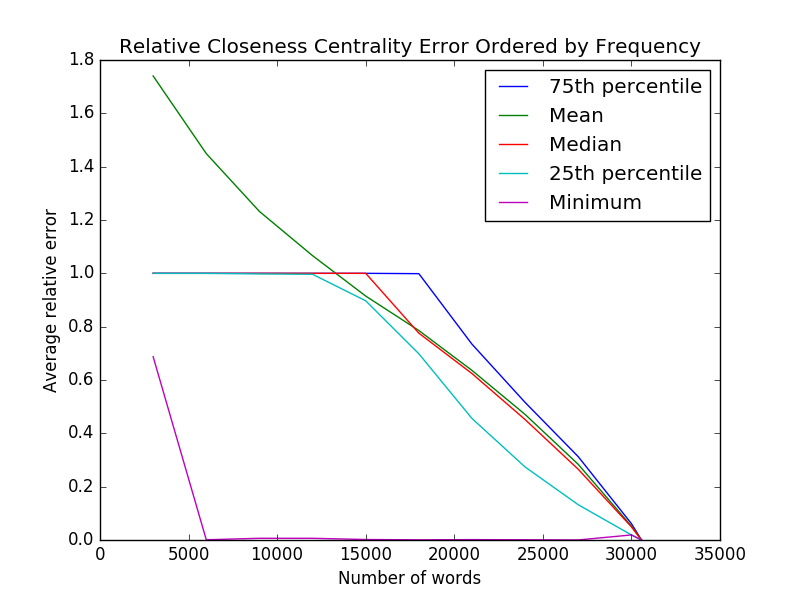 Relative Closeness Centrality Error Ordered by Frequency
1.8
1.6
1.4
1.2
1.0
0.8
0.6
0.4
0.2
0.0
Average relative error
75th percentile
Mean
Median
25th percentile
Minimum
0 5000 10000 15000 20000 25000 30000 35000
Number of words